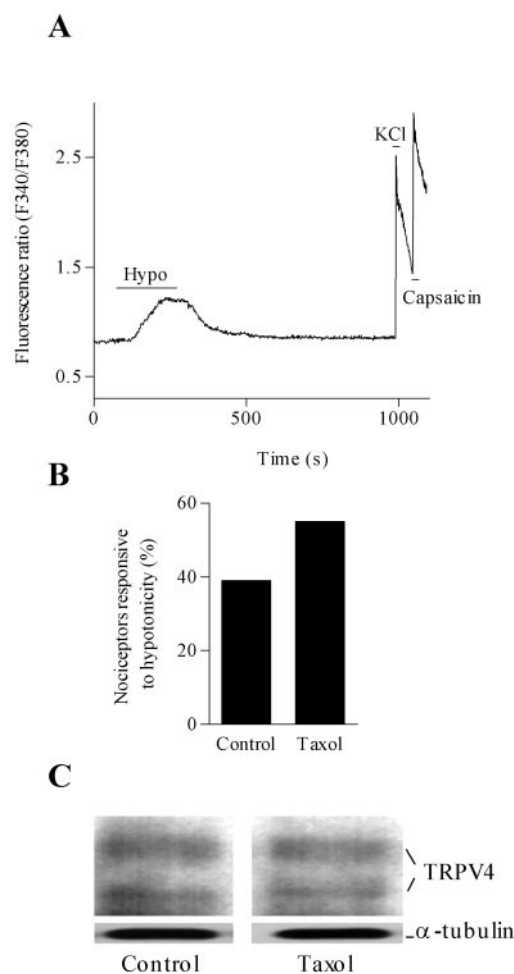 A
Fluorescence ratio (F340/F380)
2.5
1.5
0.5
Hypo
KCl
Capsaicin
0 500 1000
Time (s)
B
Nociceptors responsive
to hypotonicity (%)
60
40
20
0
Control Taxol
C
TRPV4
α-tubulin
Control Taxol